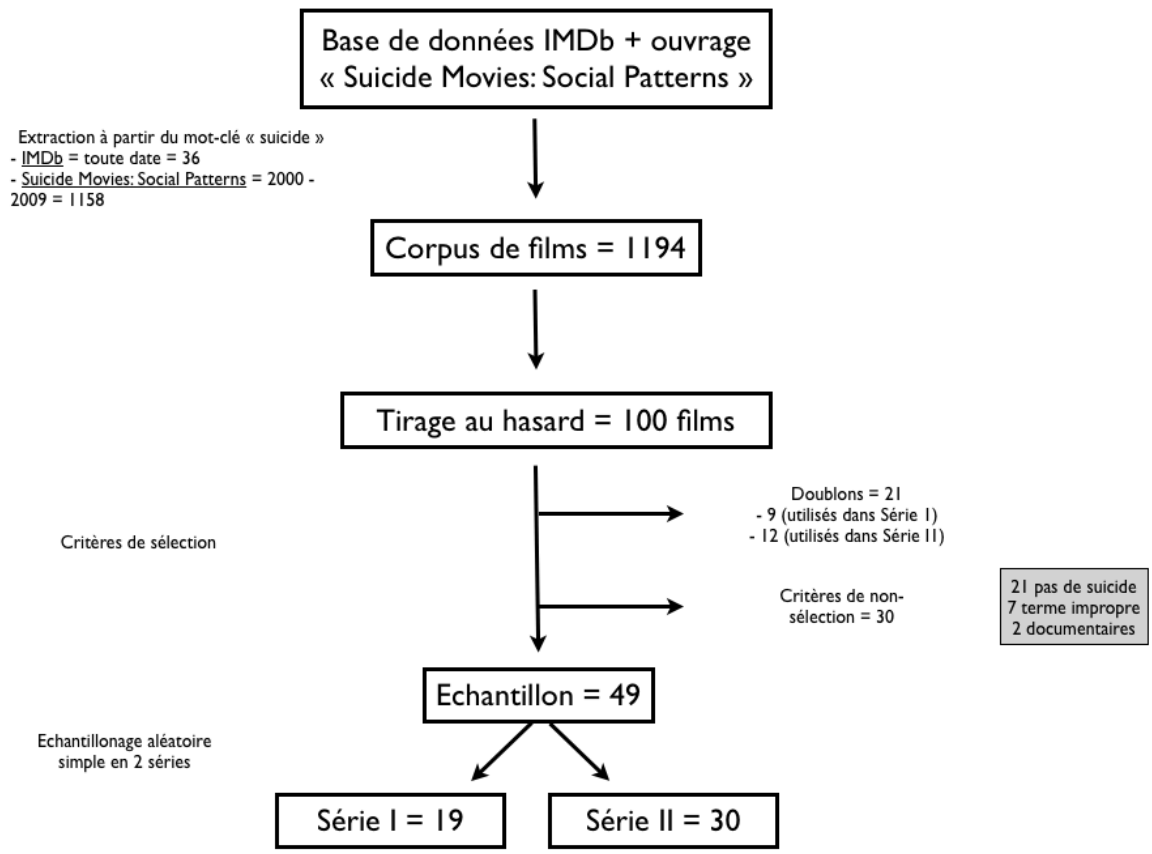 Base de données IMDb + ouvrage
« Suicide Movies: Social Patterns »
Extraction à partir du mot-clé « suicide »
- IMDb = toute date = 36
- Suicide Movies: Social Patterns = 2000 -
2009 = 1158
Corpus de films = 1194
Tirage au hasard = 100 films
Doublons = 21
- 9 (utilisés dans Série I)
- 12 (utilisés dans Série II)
Critères de sélection
Critères de non-
sélection = 30
21 pas de suicide
7 terme impropre
2 documentaires
Echantillon = 49
Echantillonage aléatoire
simple en 2 séries
Série I = 19
Série II = 30